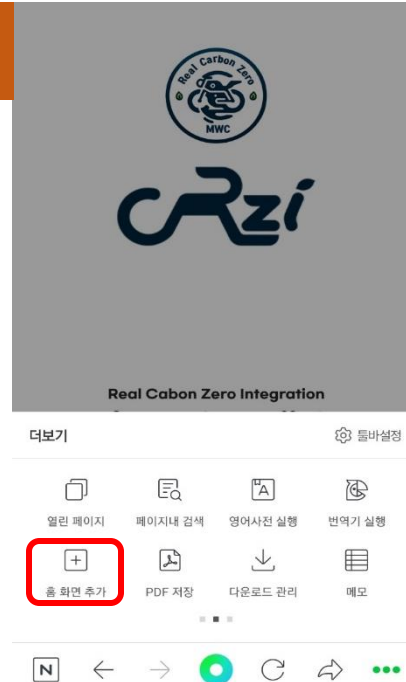 Real Carbon Zero
MWC
CRzi
Real Cabon Zero Integration
더보기
툴바설정
열린 페이지
페이지내 검색
영어사전 실행
번역기 실행
홈 화면 추가
PDF 저장
다운로드 관리
메모
N